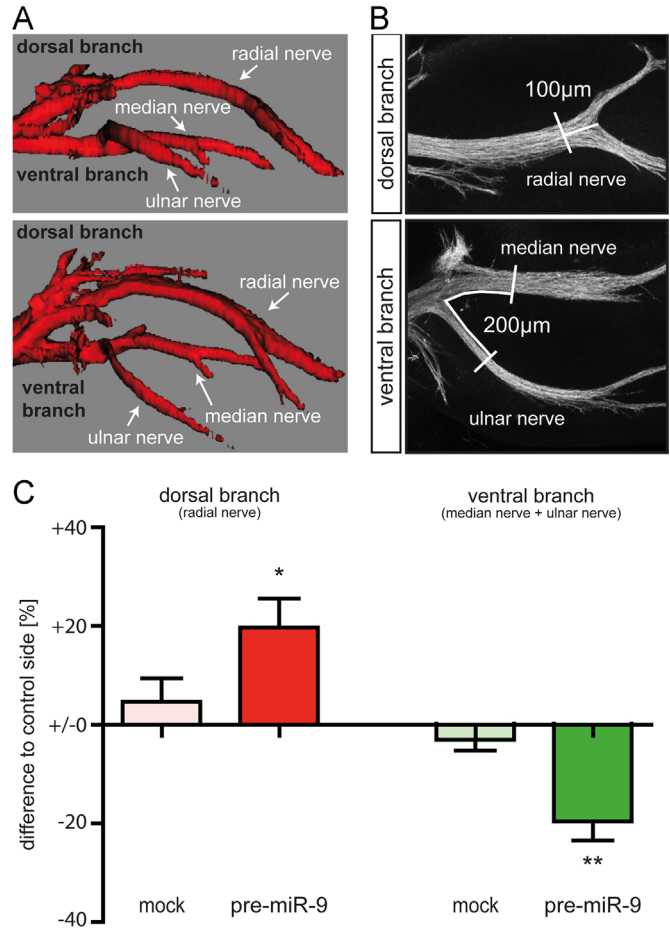 A
dorsal branch
radial nerve
median nerve
ventral branch
ulnar nerve
dorsal branch
radial nerve
ventral
branch
median nerve
ulnar nerve
B
dorsal branch
100µm
radial nerve
ventral branch
median nerve
200µm
ulnar nerve
C
dorsal branch
(radial nerve)
ventral branch
(median nerve + ulnar nerve)
difference to control side [%]
+40
+20
+/-0
-20
-40
*
**
mock
pre-miR-9
mock
pre-miR-9